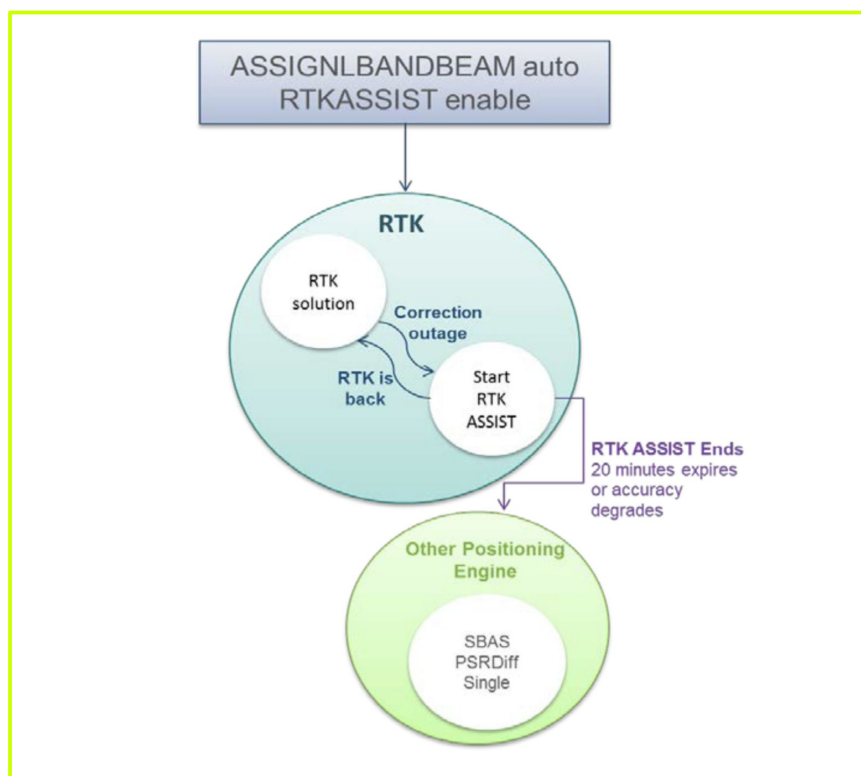 ASSIGNLBANDBEAM auto
RTKASSIST enable
RTK
RTK
solution
Correction
outage
RTK is
back
Start
RTK
ASSIST
RTK ASSIST Ends
20 minutes expires
or accuracy
degrades
Other Positioning
Engine
SBAS
PSRDiff
Single